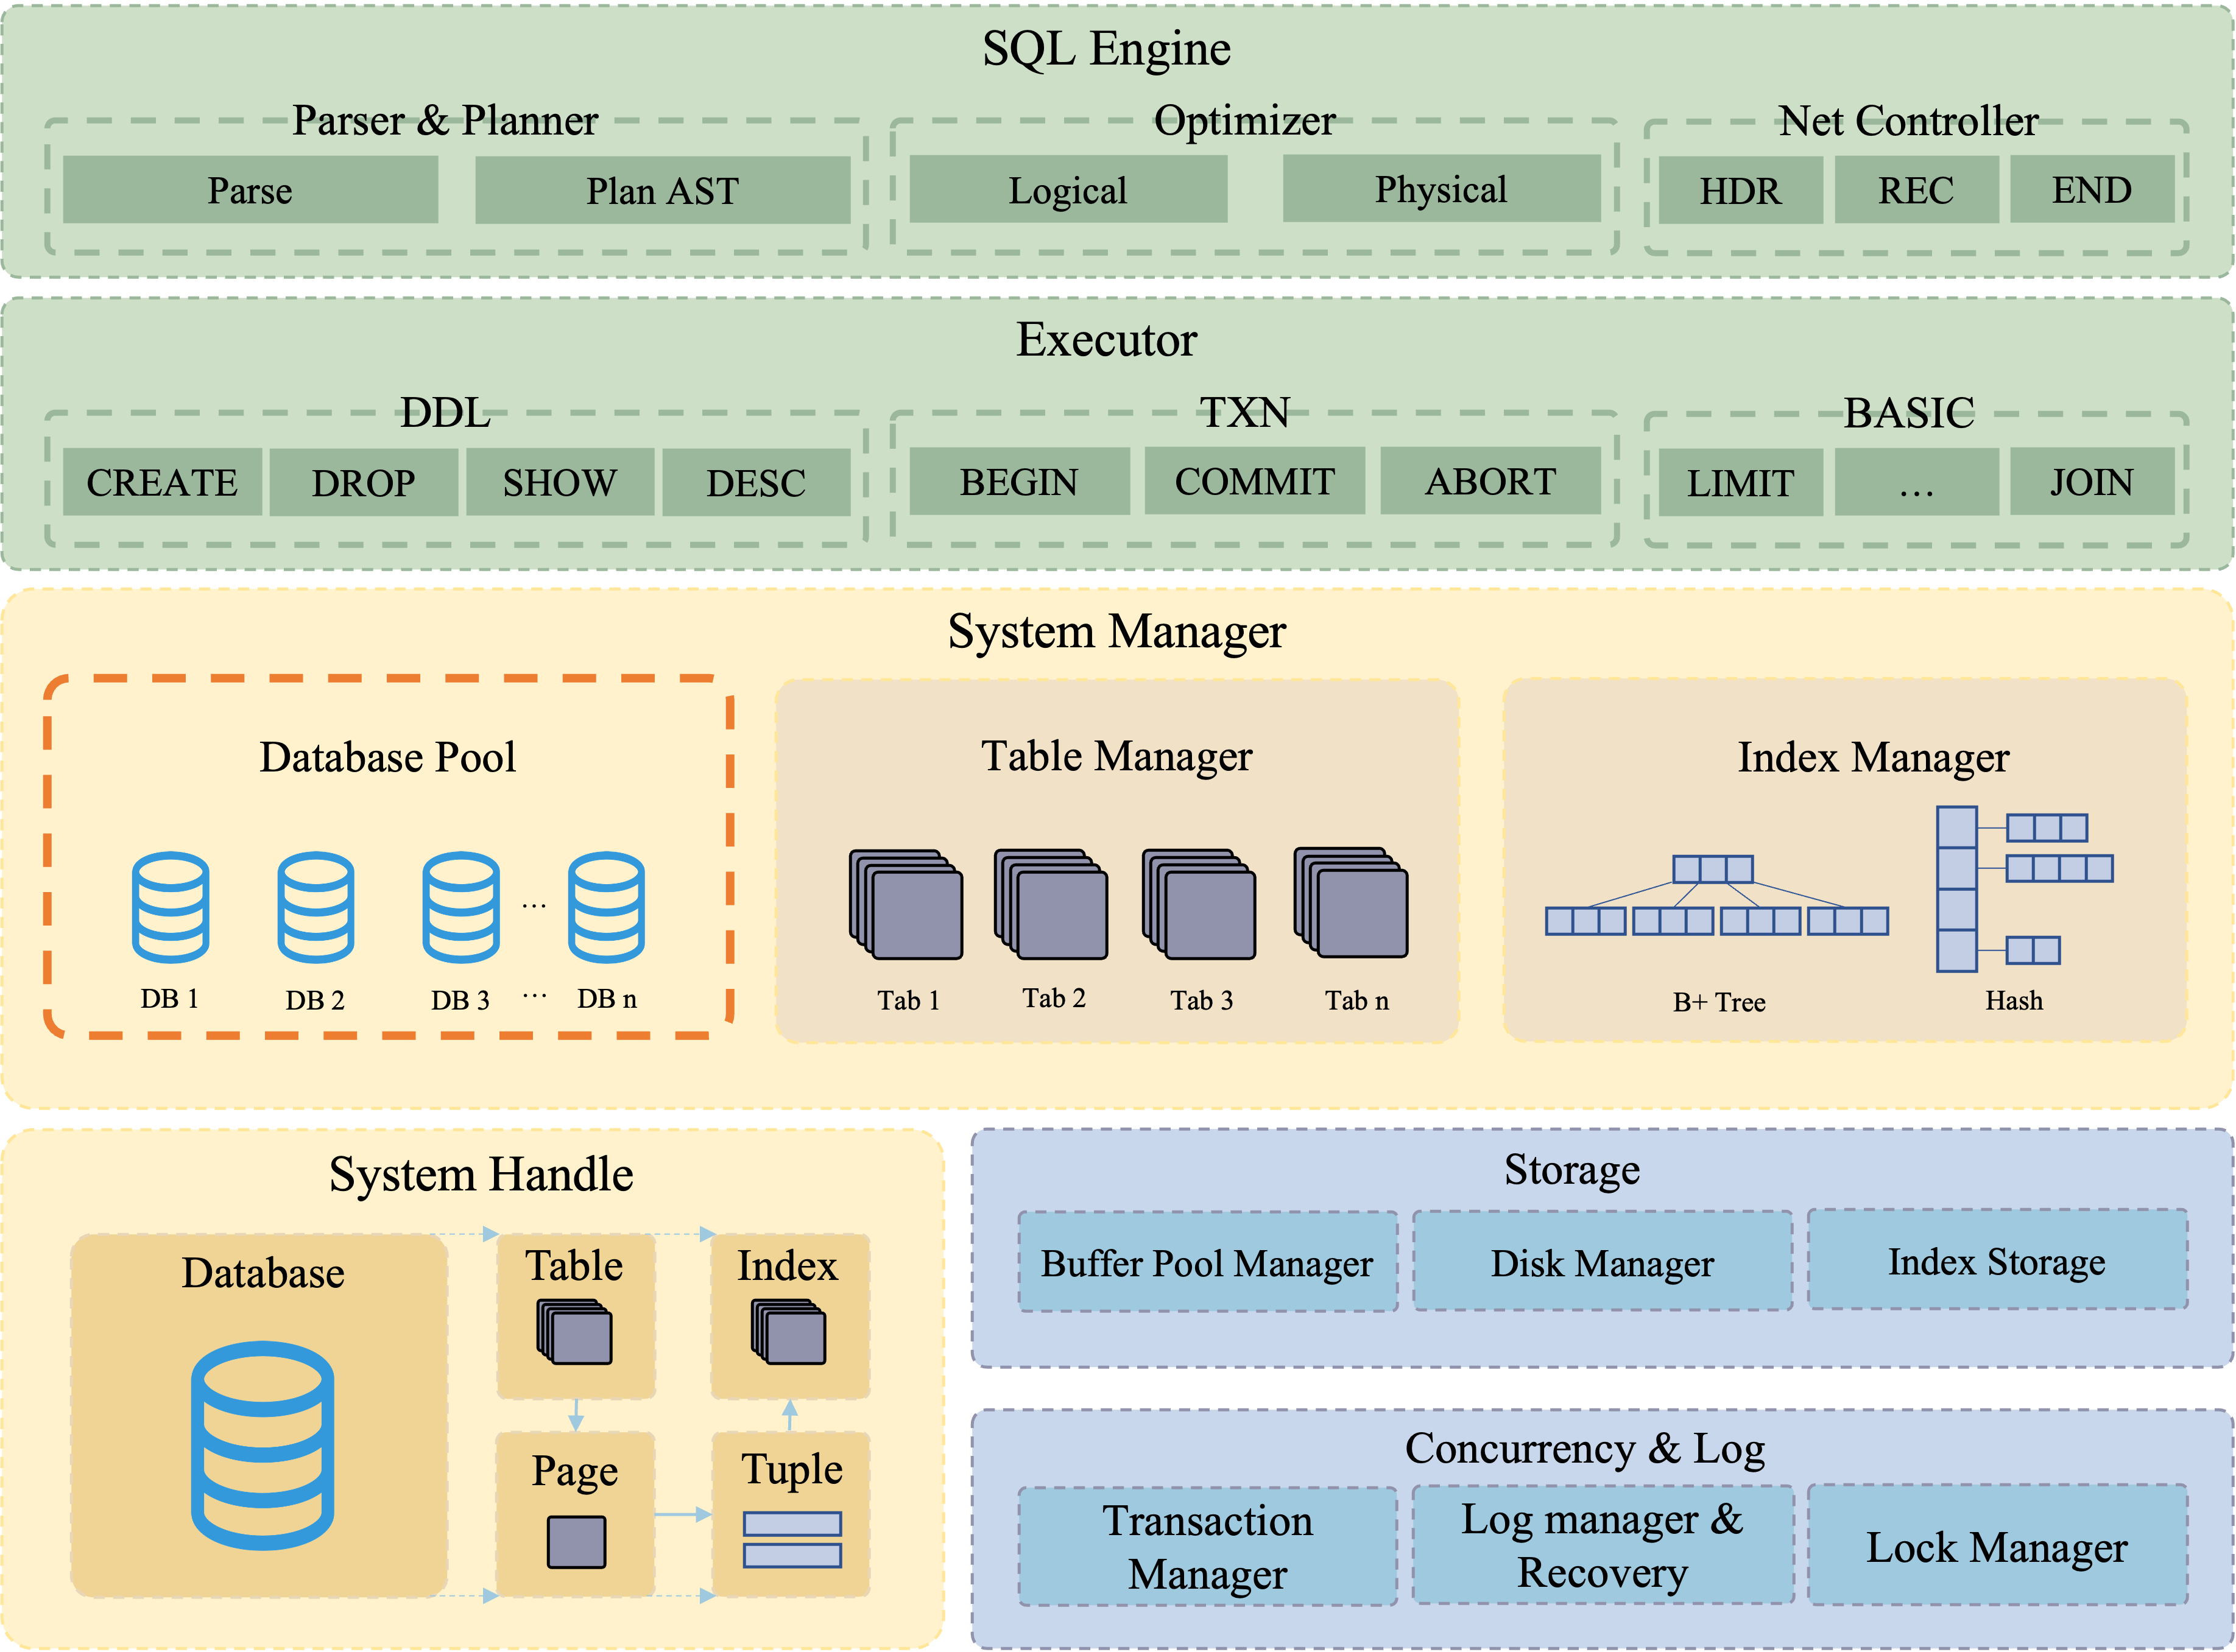 SQL Engine
Parser & Planner
Parse
Plan AST
Optimizer
Logical
Physical
Net Controller
HDR
REC
END
Executor
DDL
CREATE
DROP
SHOW
DESC
TXN
BEGIN
COMMIT
ABORT
BASIC
LIMIT
...
JOIN
System Manager
Database Pool
...
DB 1
DB 2
DB 3
...
DB n
Table Manager
Tab 1
Tab 2
Tab 3
Tab n
Index Manager
B+ Tree
Hash
System Handle
Database
Table
Index
Page
Tuple
Storage
Buffer Pool Manager
Disk Manager
Index Storage
Concurrency & Log
Transaction
Manager
Log manager &
Recovery
Lock Manager